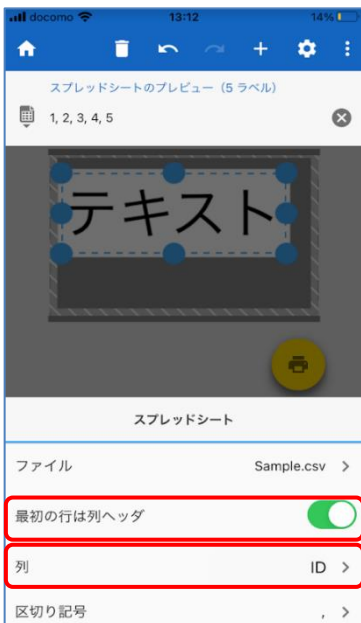 docomo 13:12 14%
スプレッドシートのプレビュー（5 ラベル）
1, 2, 3, 4, 5
テキスト
スプレッドシート
ファイル Sample.csv >
最初の行は列ヘッダ
列 ID >
区切り記号 , >